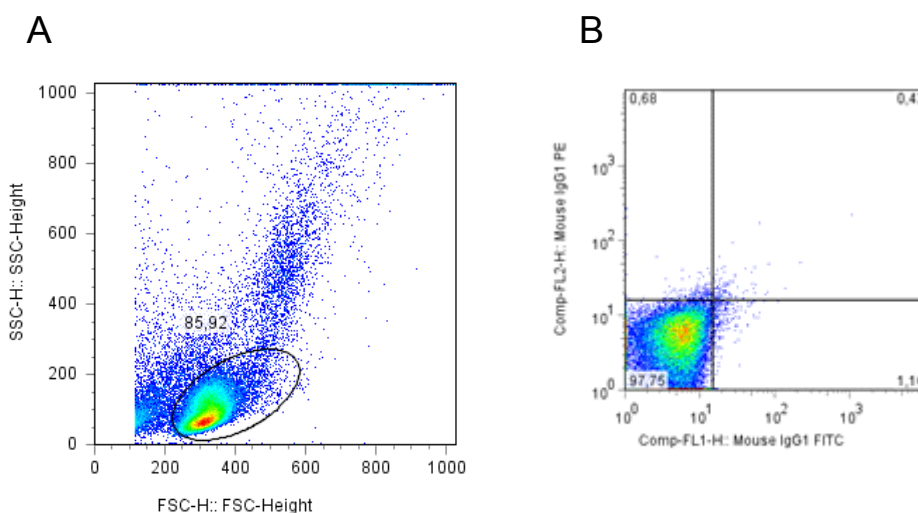 A
B
1000
800
600
400
200
0
85,92
0 200 400 600 800 1000
SSC-H:: SSC-Height
FSC-H:: FSC-Height
0,68
97,75
10³
10²
10¹
10⁰
10⁰ 10¹ 10² 10³
Comp-FL2-H:: Mouse IgG1 PE
Comp-FL1-H:: Mouse IgG1 FITC